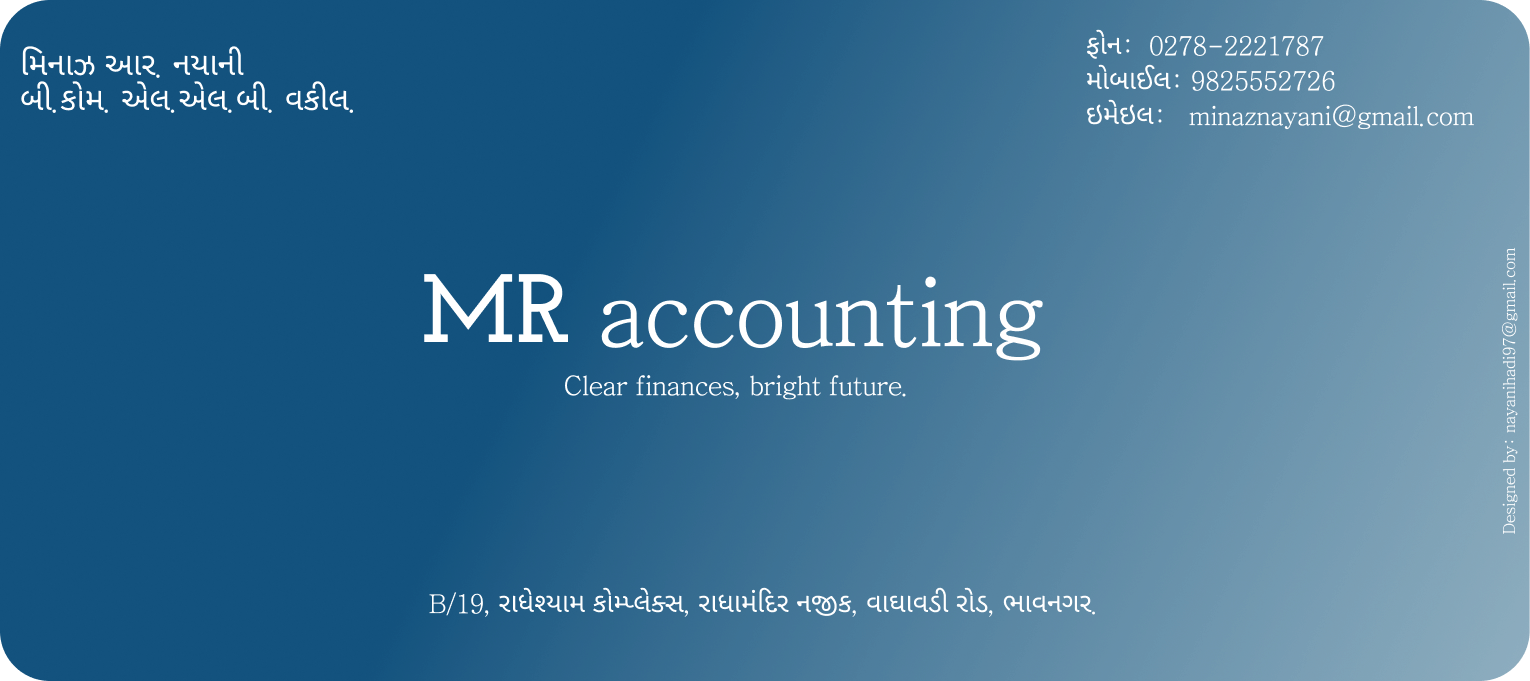 મિનાઝ આર. નયાની
બી.કોમ. એલ.એલ.બી. વકીલ.
ફોન: 0278-2221787
મોબાઈલ: 9825552726
ઇમેઇલ: minaznayani@gmail.com
MR accounting
Clear finances, bright future.
B/19, રાધેશ્યામ કોમ્પ્લેક્સ, રાધામંદિર નજીક, વાઘાવડી રોડ, ભાવનગર.
Designed by: nayanihadi97@gmail.com